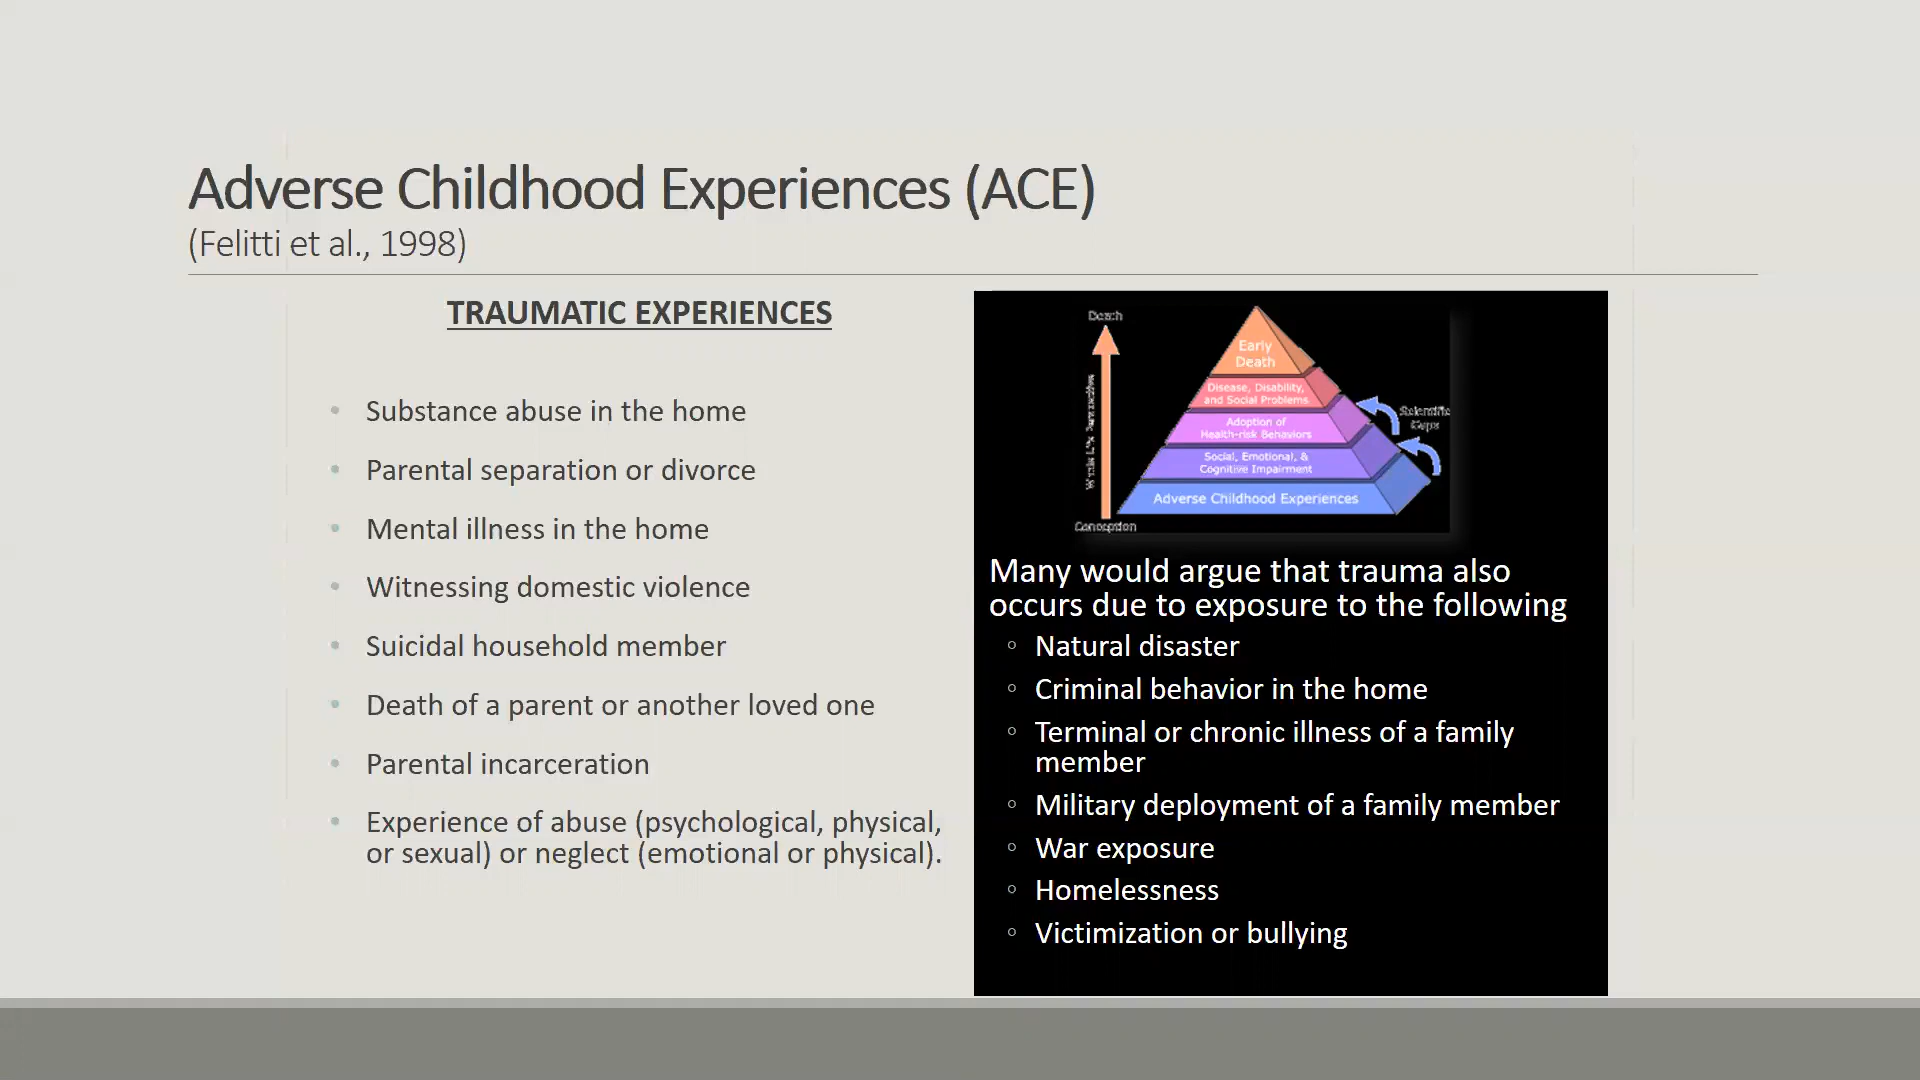 Adverse Childhood Experiences (ACE)
(Felitti et al., 1998)
TRAUMATIC EXPERIENCES
• Substance abuse in the home
• Parental separation or divorce
• Mental illness in the home
• Witnessing domestic violence
• Suicidal household member
• Death of a parent or another loved one
• Parental incarceration
• Experience of abuse (psychological, physical,
or sexual) or neglect (emotional or physical).
Death
Early
Death
Disease, Disability,
and Social Problems
Adoption of
Health-risk Behaviors
Social, Emotional, &
Cognitive Impairment
Adverse Childhood Experiences
Scientific
Gaps
Conception
Many would argue that trauma also
occurs due to exposure to the following
◦ Natural disaster
◦ Criminal behavior in the home
◦ Terminal or chronic illness of a family
member
◦ Military deployment of a family member
◦ War exposure
◦ Homelessness
◦ Victimization or bullying